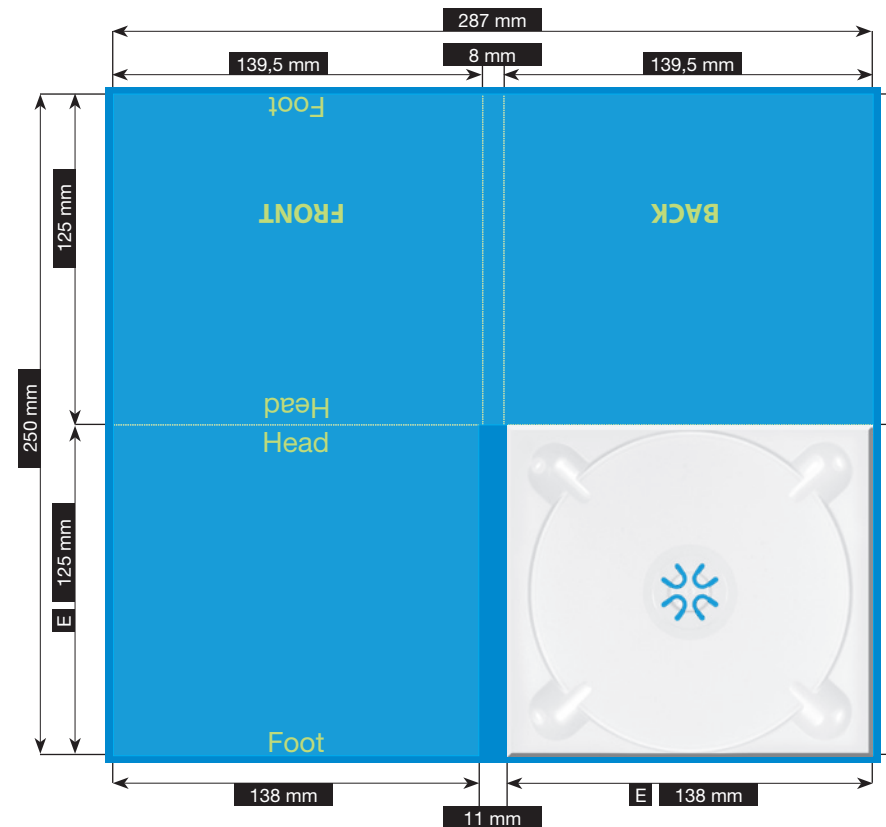 287 mm
8 mm
139,5 mm
139,5 mm
Foot
FRONT
BACK
125 mm
Head
250 mm
Head
125 mm
E
Foot
138 mm
E 138 mm
11 mm